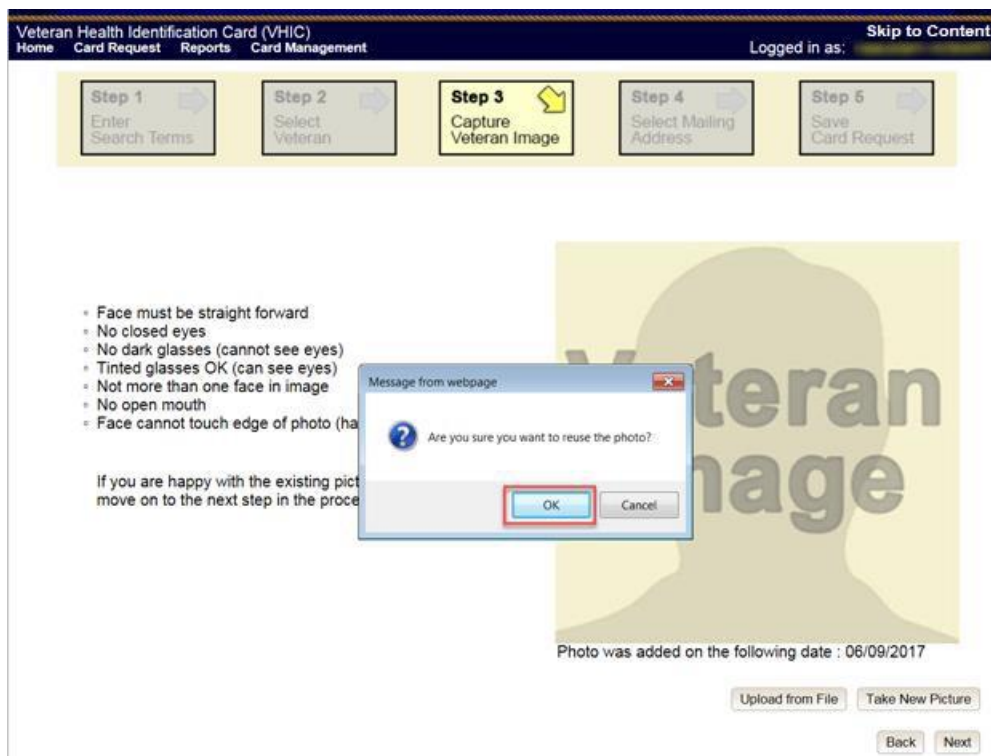 Veteran Health Identification Card (VHIC)
Skip to Content
Home Card Request Reports Card Management
Logged in as:
Step 1
Enter
Search Terms
Step 2
Select
Veteran
Step 3
Capture
Veteran Image
Step 4
Select Mailing
Address
Step 5
Save
Card Request
Face must be straight forward
No closed eyes
No dark glasses (cannot see eyes)
Tinted glasses OK (can see eyes)
Not more than one face in image
No open mouth
Face cannot touch edge of photo
If you are happy with the existing
move on to the next step in the
Message from webpage
Are you sure you want to reuse the photo?
OK
Cancel
Photo was added on the following date : 06/09/2017
Upload from File
Take New Picture
Back
Next